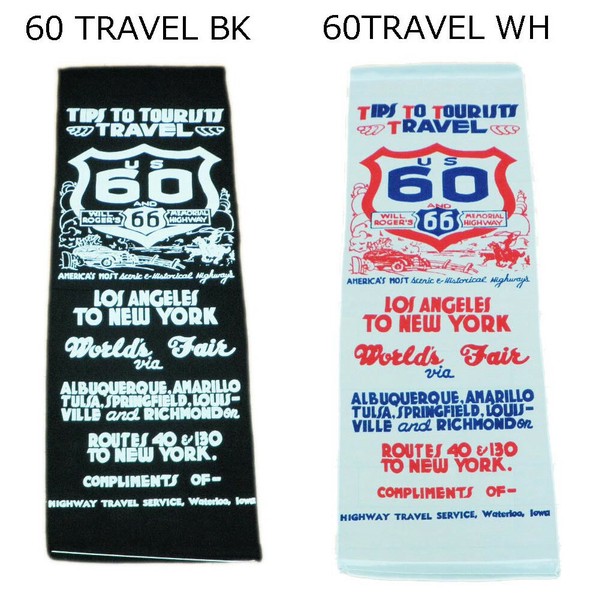 60 TRAVEL BK
TIPS TO TOURISTS
TRAVEL
US
60
AND
WILL ROGER'S
66
MEMORIAL HIGHWAY
AMERICA'S MOST Scenic & Historical Highways
LOS ANGELES
TO NEW YORK
World's Fair
via
ALBUQUERQUE, AMARILLO
TULSA, SPRINGFIELD, LOUIS-
VILLE and RICHMOND on
ROUTES 40 & 130
TO NEW YORK.
COMPLIMENTS OF-
HIGHWAY TRAVEL SERVICE, Waterloo, Iowa
60TRAVEL WH
TIPS TO TOURISTS
TRAVEL
US
60
AND
WILL ROGER'S
66
MEMORIAL HIGHWAY
AMERICA'S MOST Scenic & Historical Highways
LOS ANGELES
TO NEW YORK
World's Fair
via
ALBUQUERQUE, AMARILLO
TULSA, SPRINGFIELD, LOUIS-
VILLE and RICHMOND on
ROUTES 40 & 130
TO NEW YORK.
COMPLIMENTS OF-
HIGHWAY TRAVEL SERVICE, Waterloo, Iowa